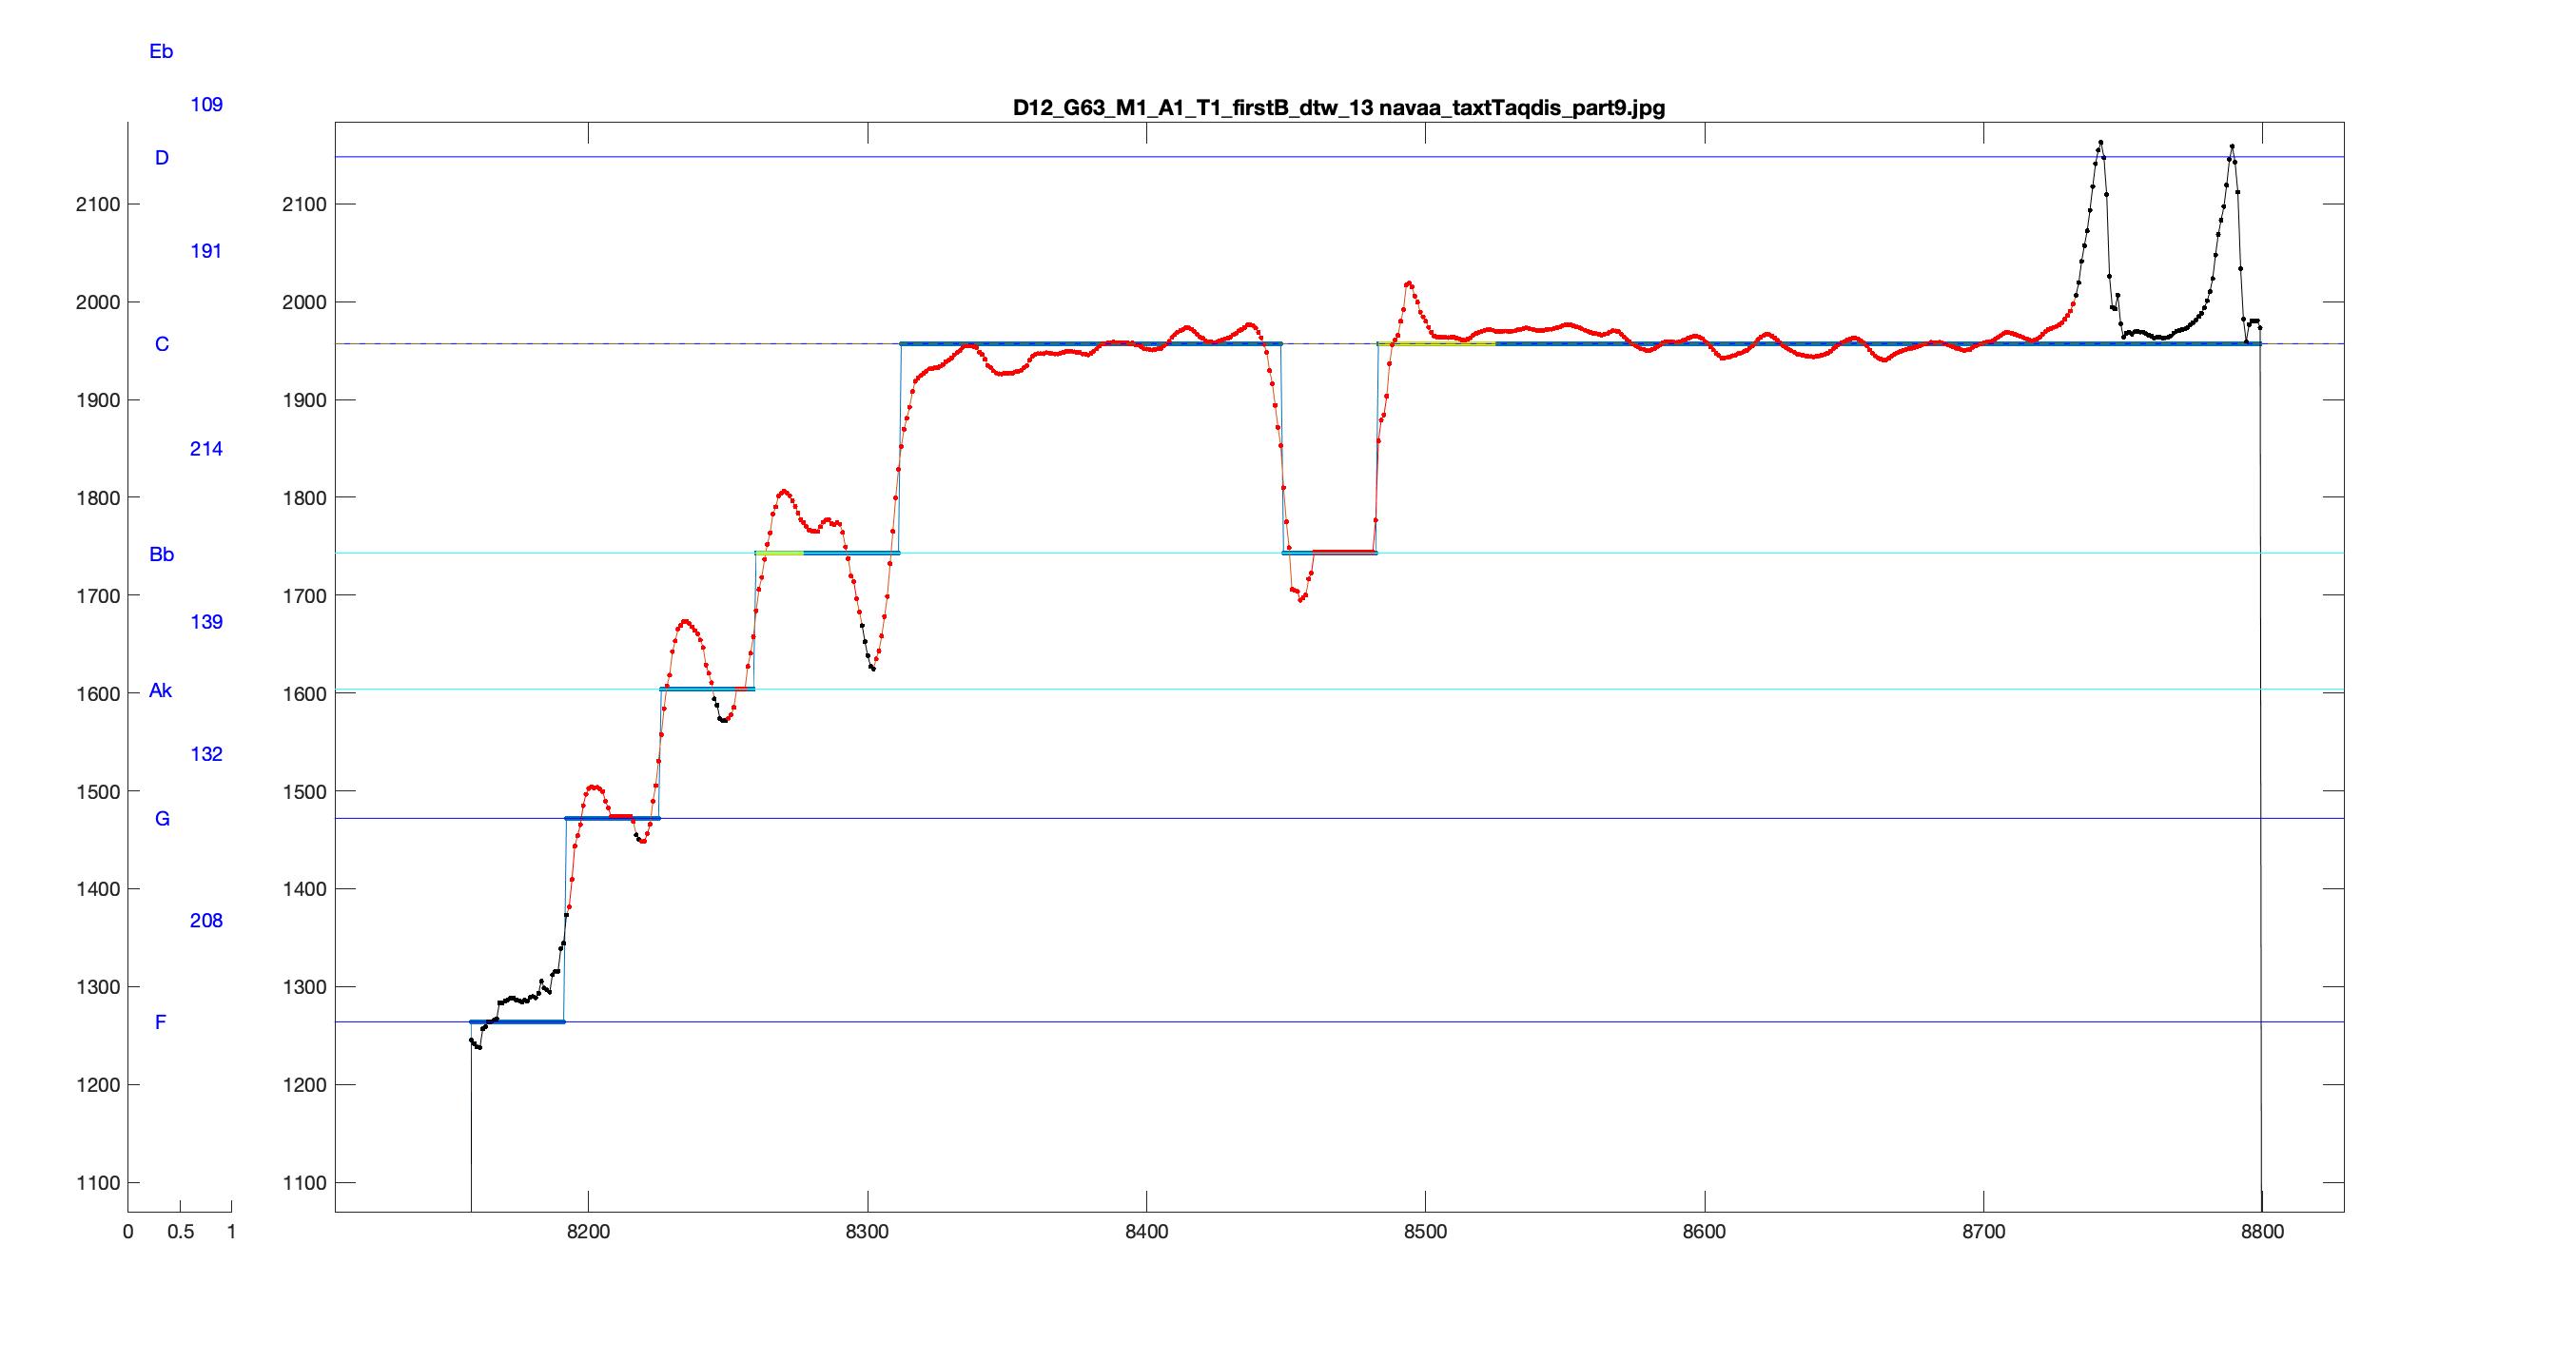 Eb
109
D12_G63_M1_A1_T1_firstB_dtw_13 navaa_taxtTaqdis_part9.jpg
D
2100 2100
191
2000 2000
C
1900 1900
214
1800 1800
Bb
1700 1700
139
1600 Ak 1600
132
1500 1500
G
1400 1400
208
1300 1300
F
1200 1200
1100 1100
0 0.5 1 8200 8300 8400 8500 8600 8700 8800